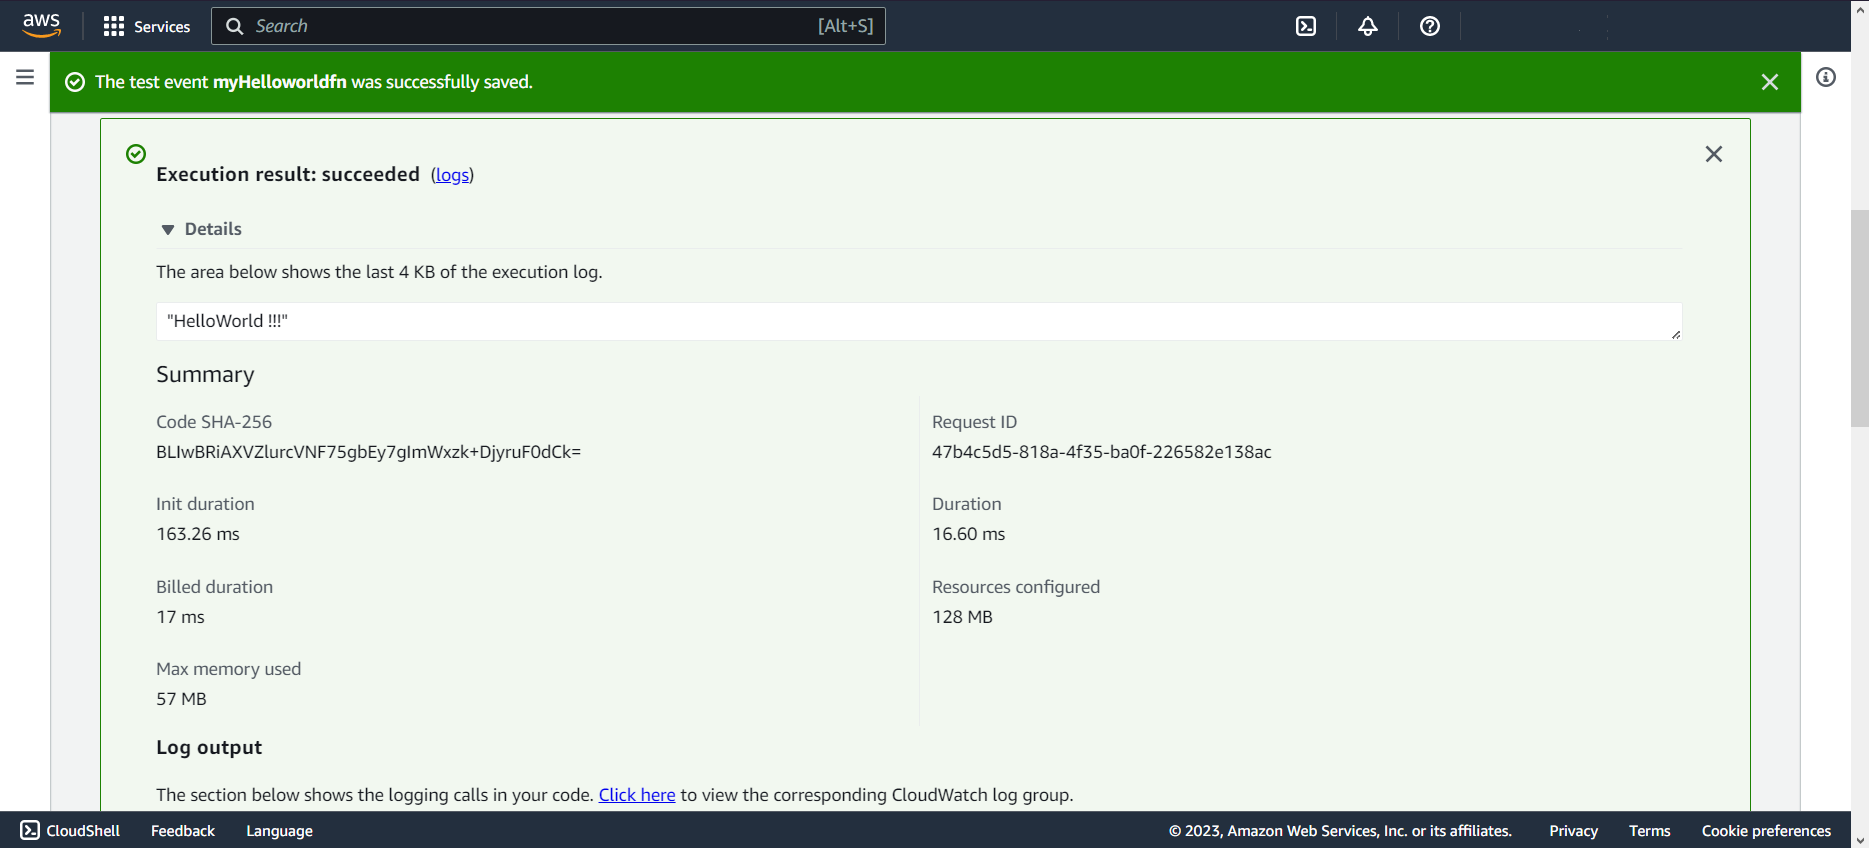 aws
Services
Search
[Alt+S]
The test event myHelloworldfn was successfully saved.
Execution result: succeeded (logs)
Details
The area below shows the last 4 KB of the execution log.
"HelloWorld !!!"
Summary
Code SHA-256
BLIwBRiAXVZlurcVNF75gbEy7gImWxzk+DjyruF0dCk=
Request ID
47b4c5d5-818a-4f35-ba0f-226582e138ac
Init duration
163.26 ms
Duration
16.60 ms
Billed duration
17 ms
Resources configured
128 MB
Max memory used
57 MB
Log output
The section below shows the logging calls in your code. Click here to view the corresponding CloudWatch log group.
CloudShell
Feedback
Language
© 2023, Amazon Web Services, Inc. or its affiliates.
Privacy
Terms
Cookie preferences